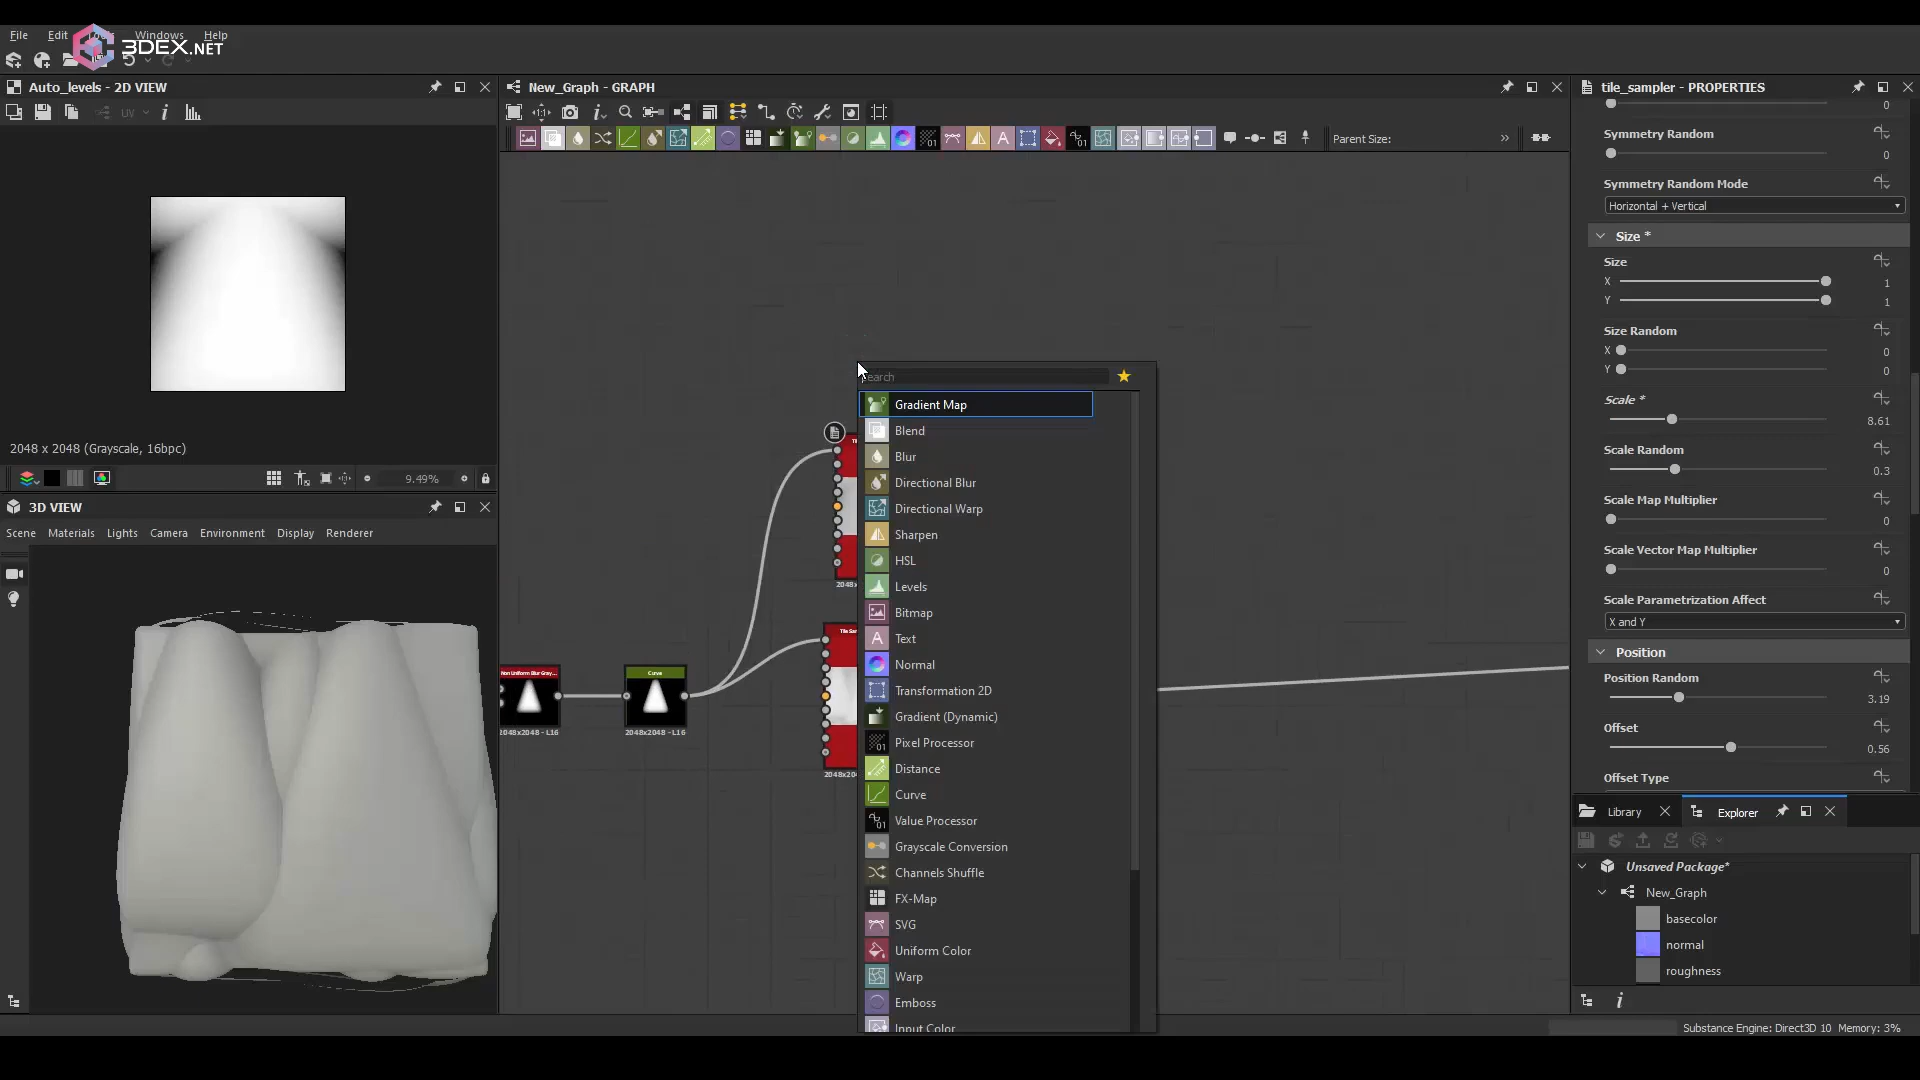 File Edit Tools Windows Help
3DEX.NET
Auto_levels - 2D VIEW
UV
2048 x 2048 (Grayscale, 16bpc)
9.49%
3D VIEW
Scene Materials Lights Camera Environment Display Renderer
New_Graph - GRAPH
Parent Size:
Non Uniform Blur Gray...
2048x2048 - L16
Curve
2048x2048 - L16
Search
Gradient Map
Blend
Blur
Directional Blur
Directional Warp
Sharpen
HSL
Levels
Bitmap
Text
Normal
Transformation 2D
Gradient (Dynamic)
Pixel Processor
Distance
Curve
Value Processor
Grayscale Conversion
Channels Shuffle
FX-Map
SVG
Uniform Color
Warp
Emboss
Input Color
tile_sampler - PROPERTIES
0
Symmetry Random
0
Symmetry Random Mode
Horizontal + Vertical
Size *
Size
X 1
Y 1
Size Random
X 0
Y 0
Scale *
8.61
Scale Random
0.3
Scale Map Multiplier
0
Scale Vector Map Multiplier
0
Scale Parametrization Affect
X and Y
Position
Position Random
3.19
Offset
0.56
Offset Type
Library Explorer
Unsaved Package*
New_Graph
basecolor
normal
roughness
Substance Engine: Direct3D 10 Memory: 3%